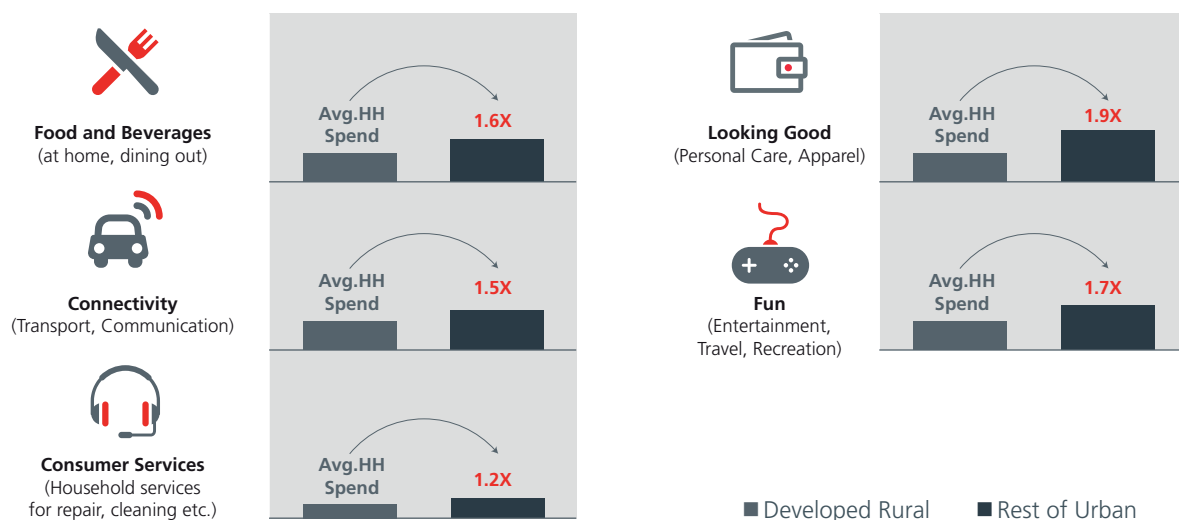 Food and Beverages
(at home, dining out)
Avg.HH
Spend
1.6X
Looking Good
(Personal Care, Apparel)
Avg.HH
Spend
1.9X
Connectivity
(Transport, Communication)
Avg.HH
Spend
1.5X
Fun
(Entertainment,
Travel, Recreation)
Avg.HH
Spend
1.7X
Consumer Services
(Household services
for repair, cleaning etc.)
Avg.HH
Spend
1.2X
Developed Rural
Rest of Urban